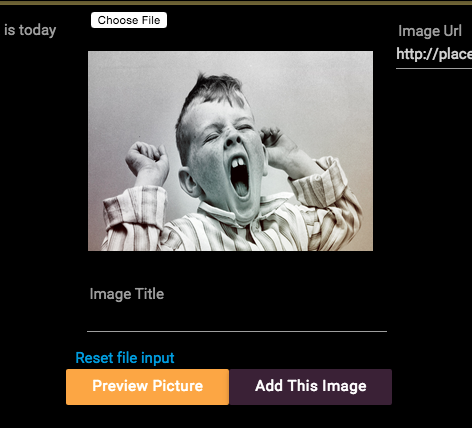 is today
Choose File
Image Url
http://place
Image Title
Reset file input
Preview Picture
Add This Image